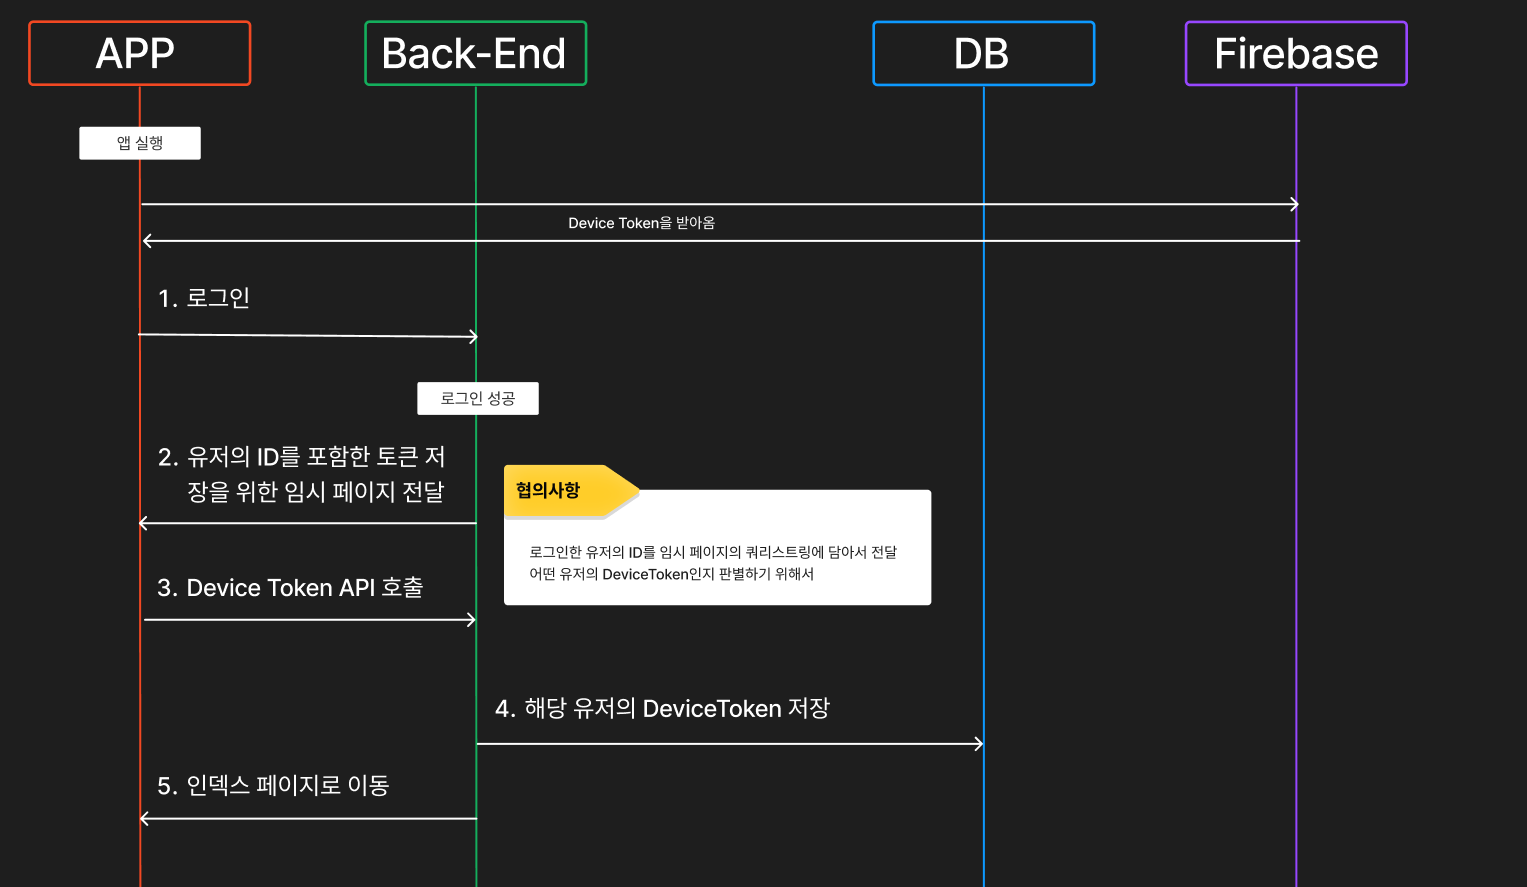 APP
Back-End
DB
Firebase
앱 실행
Device Token을 받아옴
1. 로그인
로그인 성공
2. 유저의 ID를 포함한 토큰 저
장을 위한 임시 페이지 전달
협의사항
로그인한 유저의 ID를 임시 페이지의 쿼리스트링에 담아서 전달
어떤 유저의 DeviceToken인지 판별하기 위해서
3. Device Token API 호출
4. 해당 유저의 DeviceToken 저장
5. 인덱스 페이지로 이동